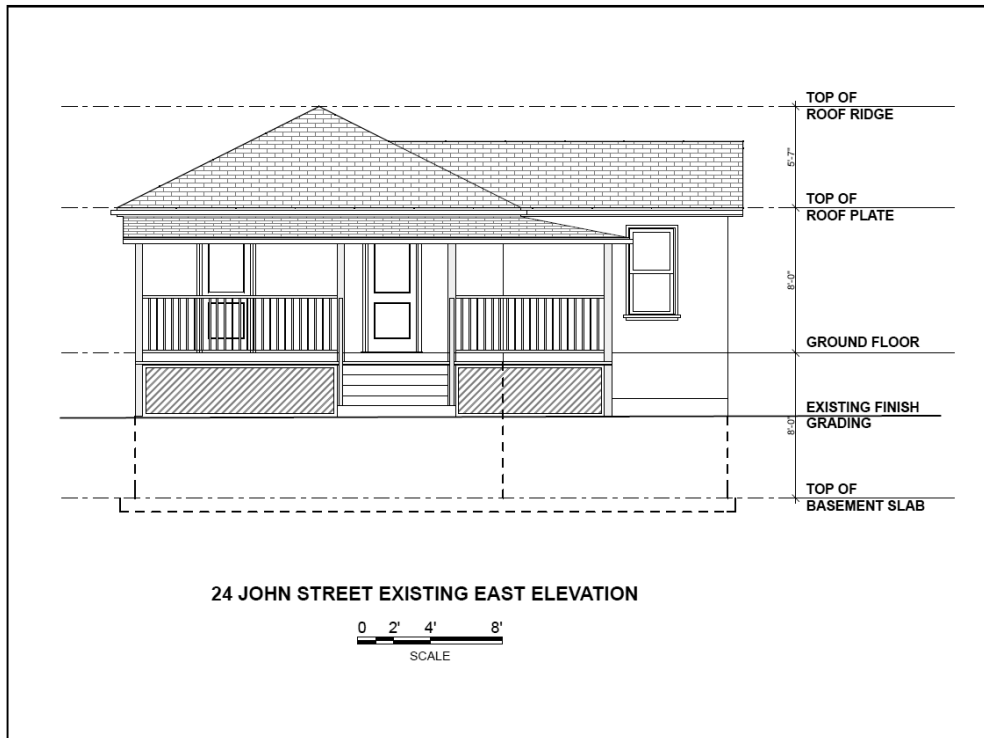 TOP OF
ROOF RIDGE
5'-7"
TOP OF
ROOF PLATE
8'-0"
GROUND FLOOR
EXISTING FINISH
GRADING
8'-0"
TOP OF
BASEMENT SLAB
24 JOHN STREET EXISTING EAST ELEVATION
0 2' 4' 8'
SCALE